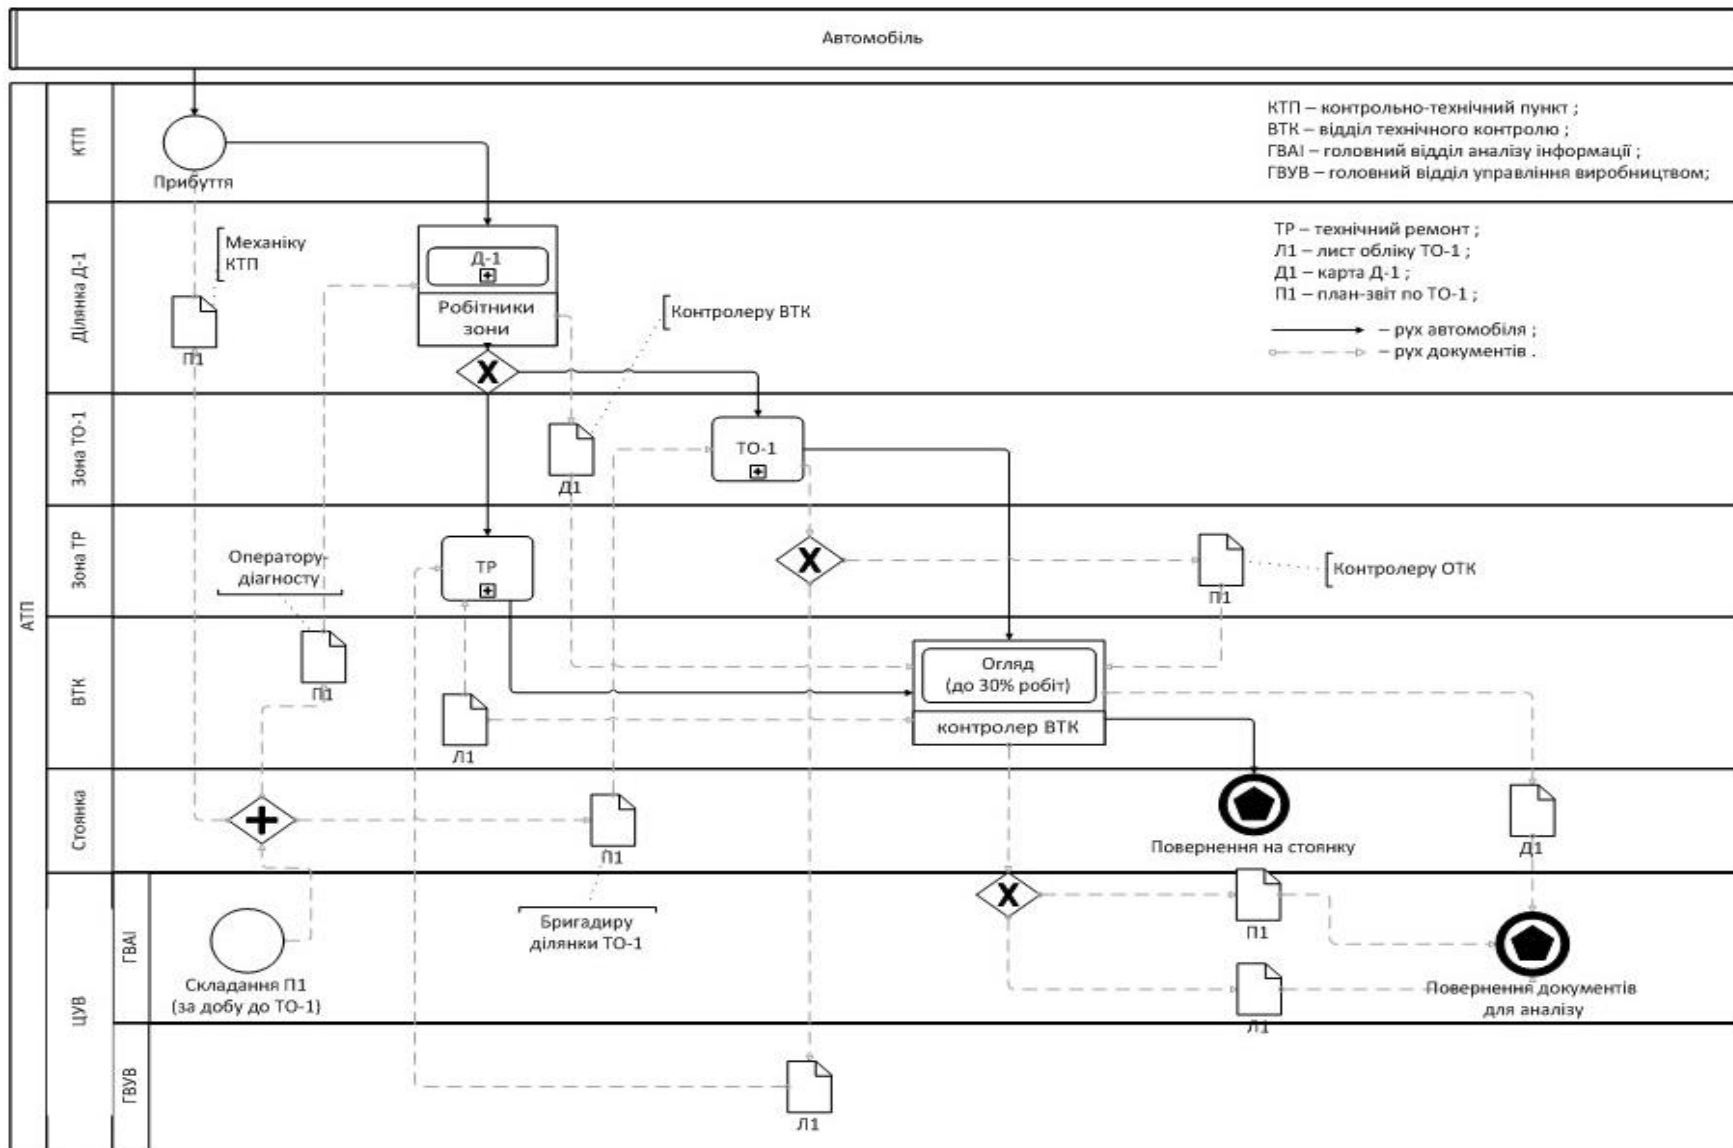 Автомобіль
АТП
КТП
Прибуття
КТП – контрольно-технічний пункт ;
ВТК – відділ технічного контролю ;
ГВАІ – головний відділ аналізу інформації ;
ГВУВ – головний відділ управління виробництвом;
Ділянка Д-1
Механіку
КТП
П1
Д-1
Робітники
зони
X
Контролеру ВТК
ТР – технічний ремонт ;
Л1 – лист обліку ТО-1 ;
Д1 – карта Д-1 ;
П1 – план-звіт по ТО-1 ;
– рух автомобіля ;
– рух документів .
Зона ТО-1
Д1
ТО-1
Зона ТР
Оператору-
діагносту
ТР
X
П1
Контролеру ОТК
ВТК
П1
Л1
Огляд
(до 30% робіт)
контролер ВТК
Стоянка
П1
Повернення на стоянку
Д1
ЦУВ
ГВАІ
Складання П1
(за добу до ТО-1)
Бригадиру
ділянки ТО-1
X
П1
Л1
Повернення документів
для аналізу
ГВУВ
Л1